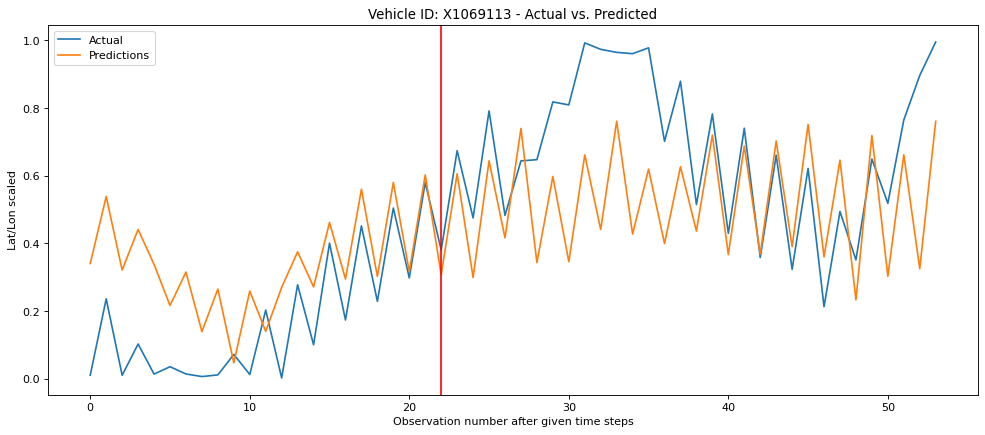 Vehicle ID: X1069113 - Actual vs. Predicted
Actual
Predictions
Lat/Lon scaled
1.0
0.8
0.6
0.4
0.2
0.0
0 10 20 30 40 50
Observation number after given time steps